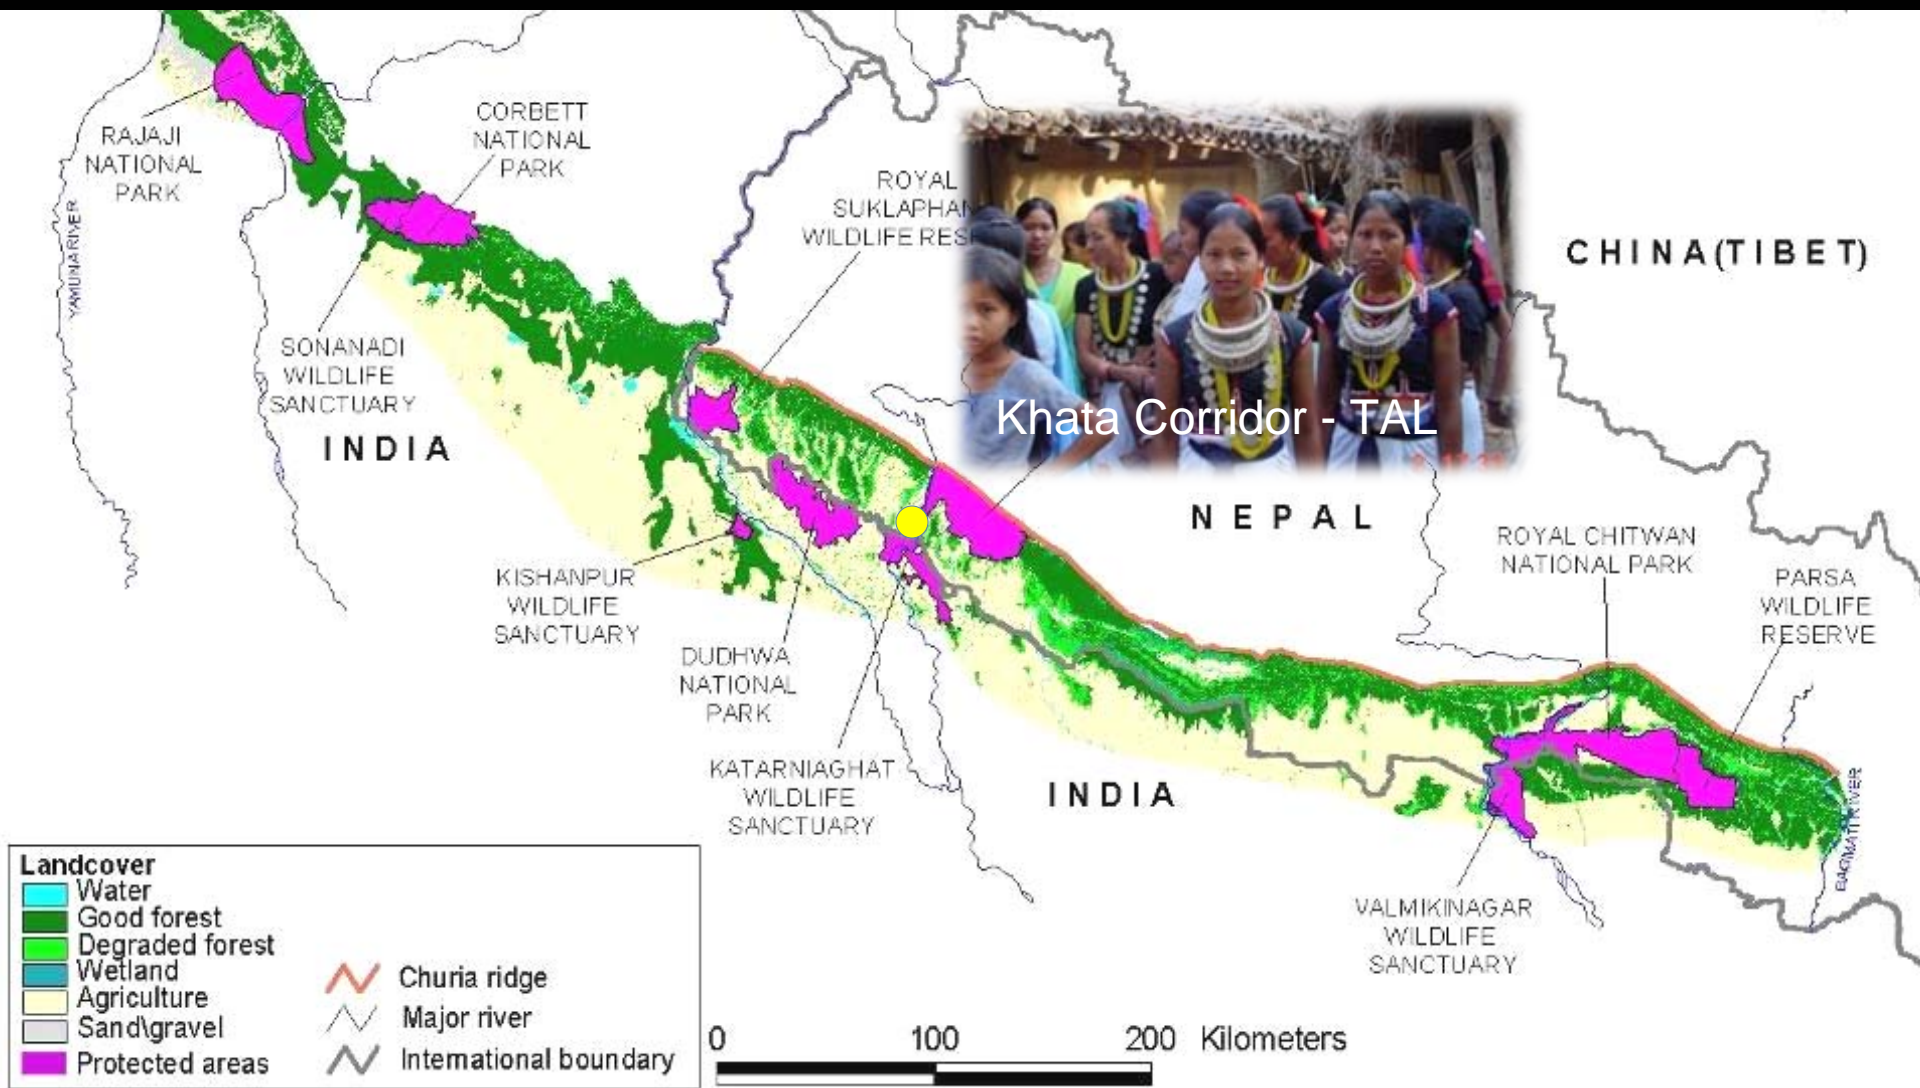 RAJAJI
NATIONAL
PARK
CORBETT
NATIONAL
PARK
ROYAL
SUKLAPHAN
WILDLIFE RES
CHINA (TIBET)
YAMUNA RIVER
SONANADI
WILDLIFE
SANCTUARY
INDIA
Khata Corridor - TAL
NEPAL
ROYAL CHITWAN
NATIONAL PARK
PARSA
WILDLIFE
RESERVE
KISHANPUR
WILDLIFE
SANCTUARY
DUDHWA
NATIONAL
PARK
KATARNIAGHAT
WILDLIFE
SANCTUARY
INDIA
BAGMATI RIVER
VALMIKINAGAR
WILDLIFE
SANCTUARY
Landcover
Water
Good forest
Degraded forest
Wetland
Agriculture
Sand\gravel
Protected areas
Churia ridge
Major river
International boundary
0 100 200 Kilometers